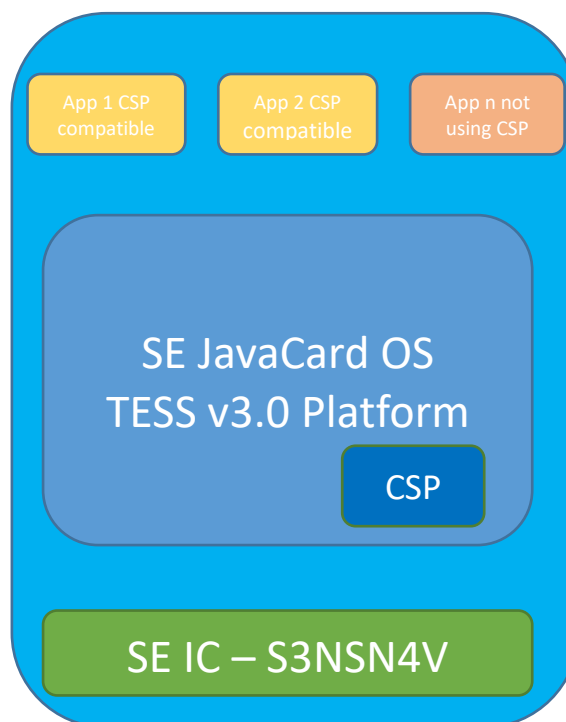 App 1 CSP
compatible
App 2 CSP
compatible
App n not
using CSP
SE JavaCard OS
TESS v3.0 Platform
CSP
SE IC – S3NSN4V